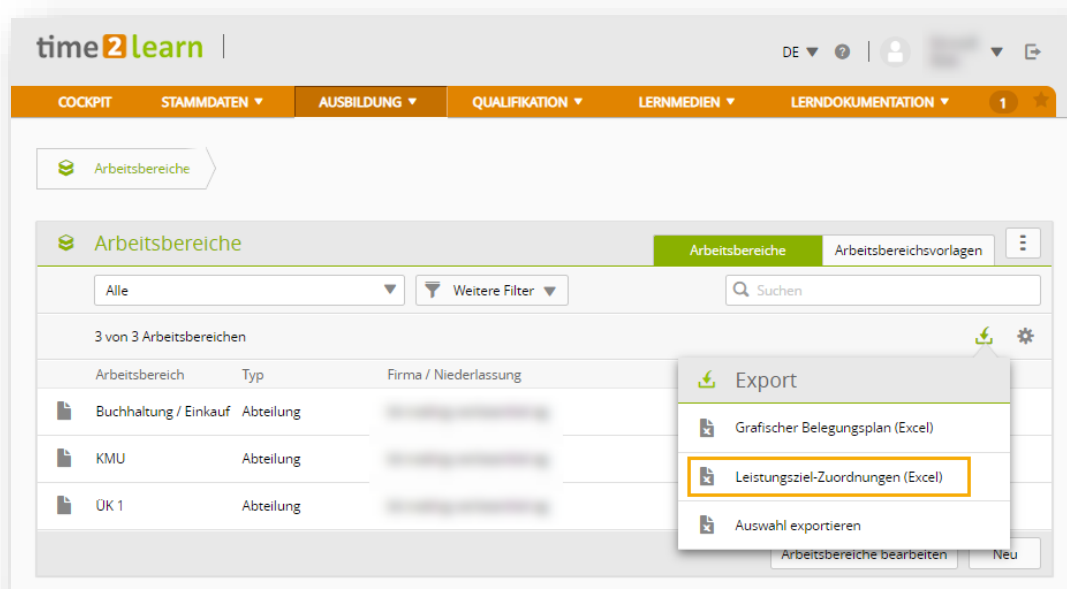 time2learn
DE
COCKPIT STAMMDATEN AUSBILDUNG QUALIFIKATION LERNMEDIEN LERNDOKUMENTATION 1
Arbeitsbereiche
Arbeitsbereiche
Arbeitsbereiche Arbeitsbereichsvorlagen
Alle Weitere Filter Suchen
3 von 3 Arbeitsbereichen
Arbeitsbereich Typ Firma / Niederlassung
Export
Buchhaltung / Einkauf Abteilung
Grafischer Belegungsplan (Excel)
KMU Abteilung
Leistungsziel-Zuordnungen (Excel)
ÜK 1 Abteilung
Auswahl exportieren
Arbeitsbereiche bearbeiten Neu